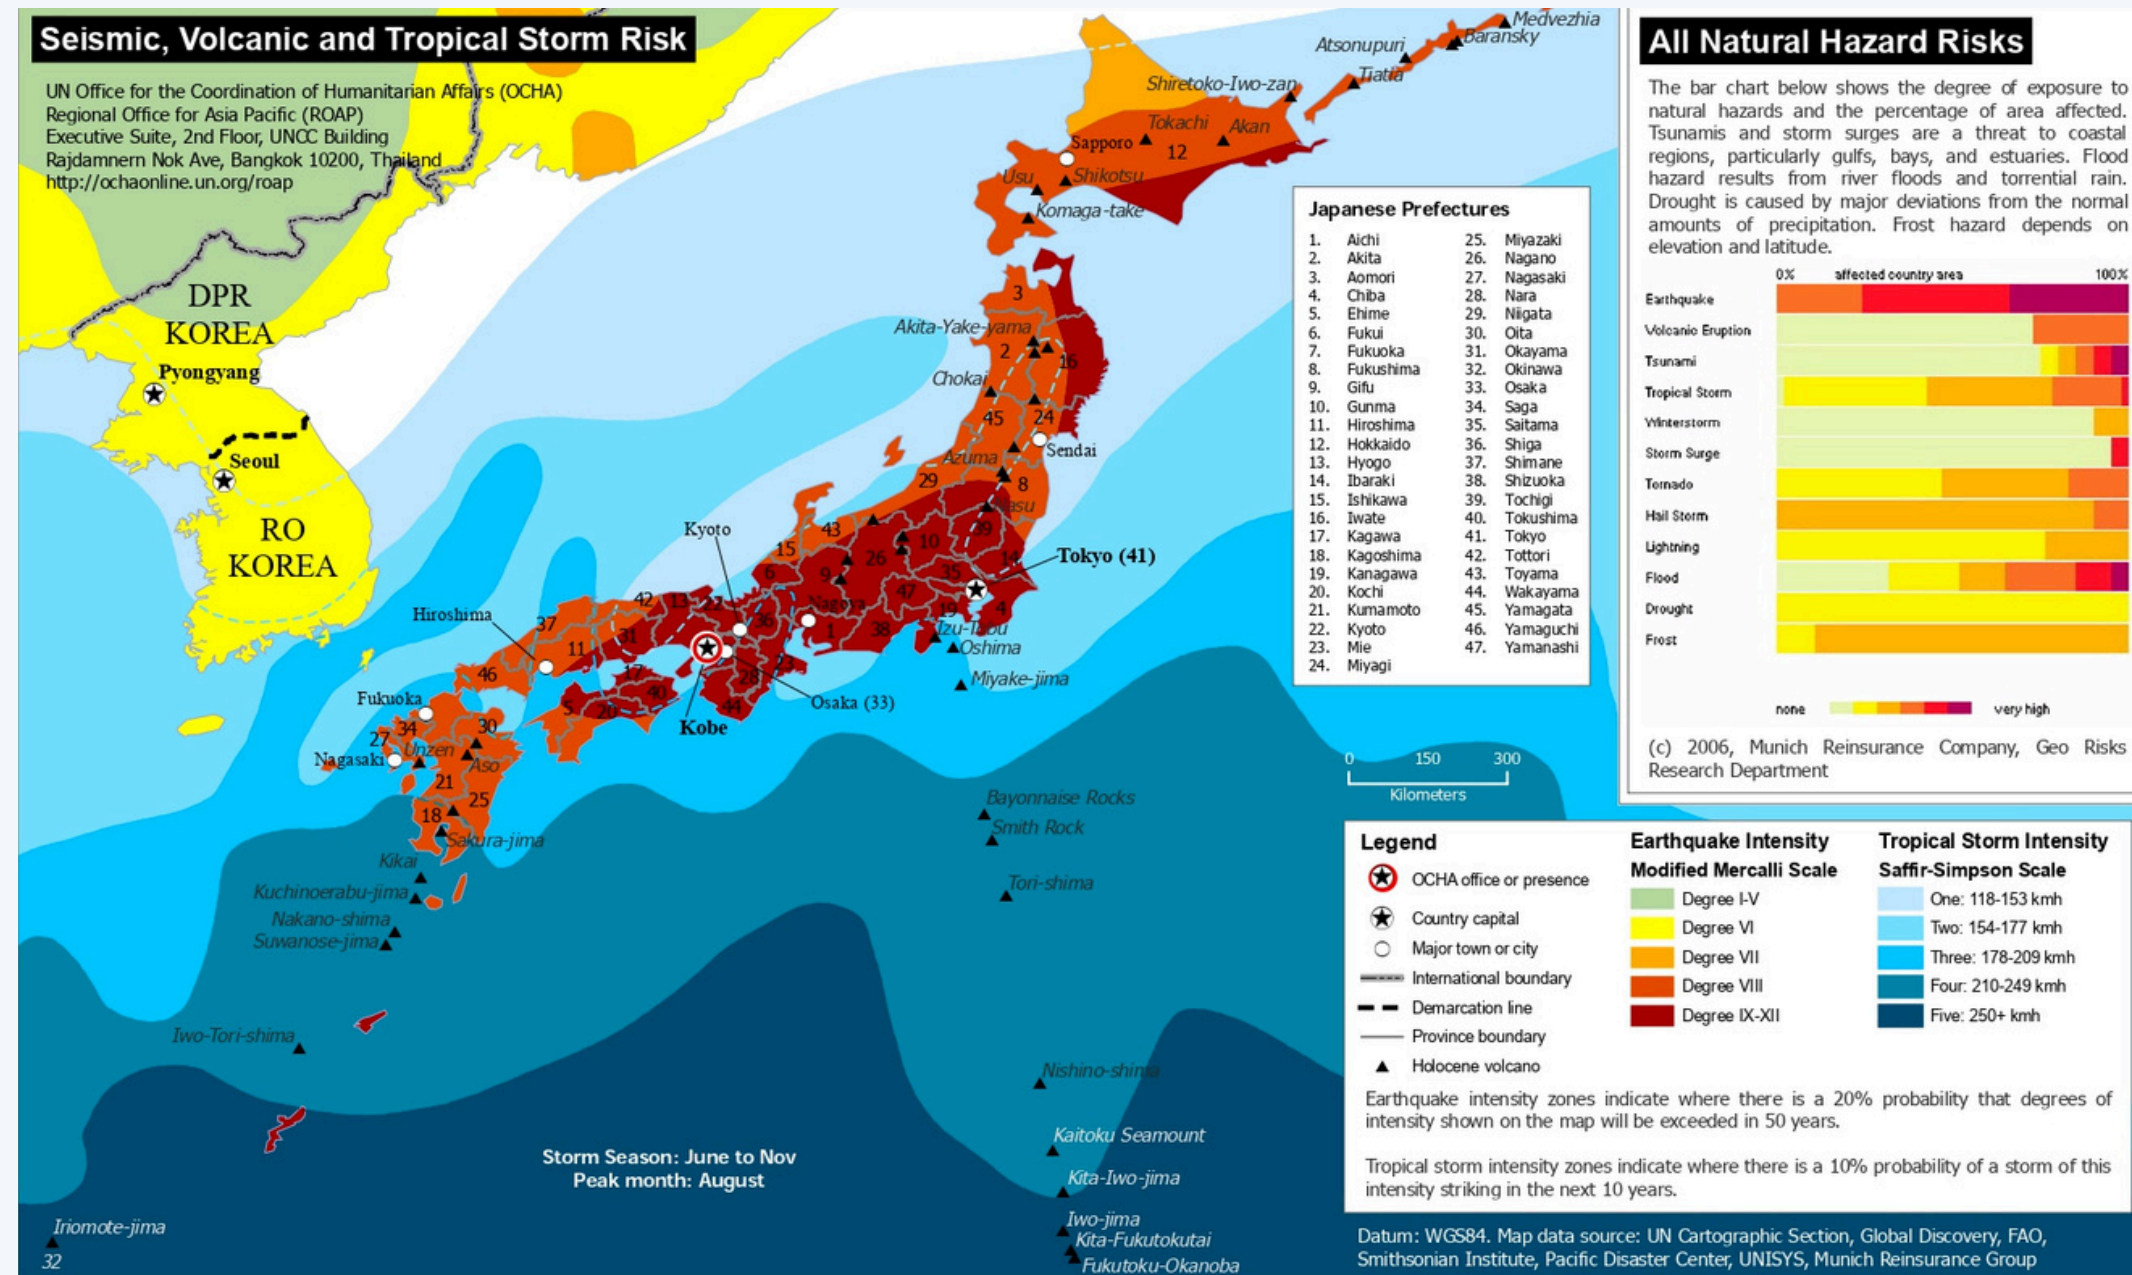 Seismic, Volcanic and Tropical Storm Risk
UN Office for the Coordination of Humanitarian Affairs (OCHA)
Regional Office for Asia Pacific (ROAP)
Executive Suite, 2nd Floor, UNCC Building
Rajdamnern Nok Ave, Bangkok 10200, Thailand
http://ochaonline.un.org/roap
Medvezhia
Baransky
Atsonupuri
Tiatia
Shiretoko-Iwo-zan
Tokachi
Akan
Sapporo
12
Usu
Shikotsu
Komaga-take
DPR
KOREA
Pyongyang
Seoul
RO
KOREA
3
Akita-Yake-yama
2
16
Chokai
45
24
Sendai
Azuma
29
8
Nasu
43
39
Kyoto
15
10
14
Tokyo (41)
26
6
9
35
47
Hiroshima
42
13
22
Nagoya
19
4
37
31
36
1
38
Izu-Tobu
11
Oshima
23
46
17
28
Miyake-jima
40
Fukuoka
5
20
44
Osaka (33)
Kobe
34
30
27
Unzen
Nagasaki
Aso
21
25
18
Sakura-jima
Bayonnaise Rocks
Smith Rock
Kikai
Tori-shima
Kuchinoerabu-jima
Nakano-shima
Suwanose-jima
Iwo-Tori-shima
Nishino-shima
Kaitoku Seamount
Storm Season: June to Nov
Peak month: August
Kita-Iwo-jima
Iwo-jima
Kita-Fukutokutai
Fukutoku-Okanoba
Iriomote-jima
32
0 150 300
Kilometers
Japanese Prefectures
1. Aichi
2. Akita
3. Aomori
4. Chiba
5. Ehime
6. Fukui
7. Fukuoka
8. Fukushima
9. Gifu
10. Gunma
11. Hiroshima
12. Hokkaido
13. Hyogo
14. Ibaraki
15. Ishikawa
16. Iwate
17. Kagawa
18. Kagoshima
19. Kanagawa
20. Kochi
21. Kumamoto
22. Kyoto
23. Mie
24. Miyagi
25. Miyazaki
26. Nagano
27. Nagasaki
28. Nara
29. Niigata
30. Oita
31. Okayama
32. Okinawa
33. Osaka
34. Saga
35. Saitama
36. Shiga
37. Shimane
38. Shizuoka
39. Tochigi
40. Tokushima
41. Tokyo
42. Tottori
43. Toyama
44. Wakayama
45. Yamagata
46. Yamaguchi
47. Yamanashi
All Natural Hazard Risks
The bar chart below shows the degree of exposure to
natural hazards and the percentage of area affected.
Tsunamis and storm surges are a threat to coastal
regions, particularly gulfs, bays, and estuaries. Flood
hazard results from river floods and torrential rain.
Drought is caused by major deviations from the normal
amounts of precipitation. Frost hazard depends on
elevation and latitude.
0% affected country area 100%
Earthquake
Volcanic Eruption
Tsunami
Tropical Storm
Winterstorm
Storm Surge
Tornado
Hail Storm
Lightning
Flood
Drought
Frost
none very high
(c) 2006, Munich Reinsurance Company, Geo Risks
Research Department
Legend
OCHA office or presence
Country capital
Major town or city
International boundary
Demarcation line
Province boundary
Holocene volcano
Earthquake Intensity
Modified Mercalli Scale
Degree I-V
Degree VI
Degree VII
Degree VIII
Degree IX-XII
Tropical Storm Intensity
Saffir-Simpson Scale
One: 118-153 kmh
Two: 154-177 kmh
Three: 178-209 kmh
Four: 210-249 kmh
Five: 250+ kmh
Earthquake intensity zones indicate where there is a 20% probability that degrees of
intensity shown on the map will be exceeded in 50 years.
Tropical storm intensity zones indicate where there is a 10% probability of a storm of this
intensity striking in the next 10 years.
Datum: WGS84. Map data source: UN Cartographic Section, Global Discovery, FAO,
Smithsonian Institute, Pacific Disaster Center, UNISYS, Munich Reinsurance Group